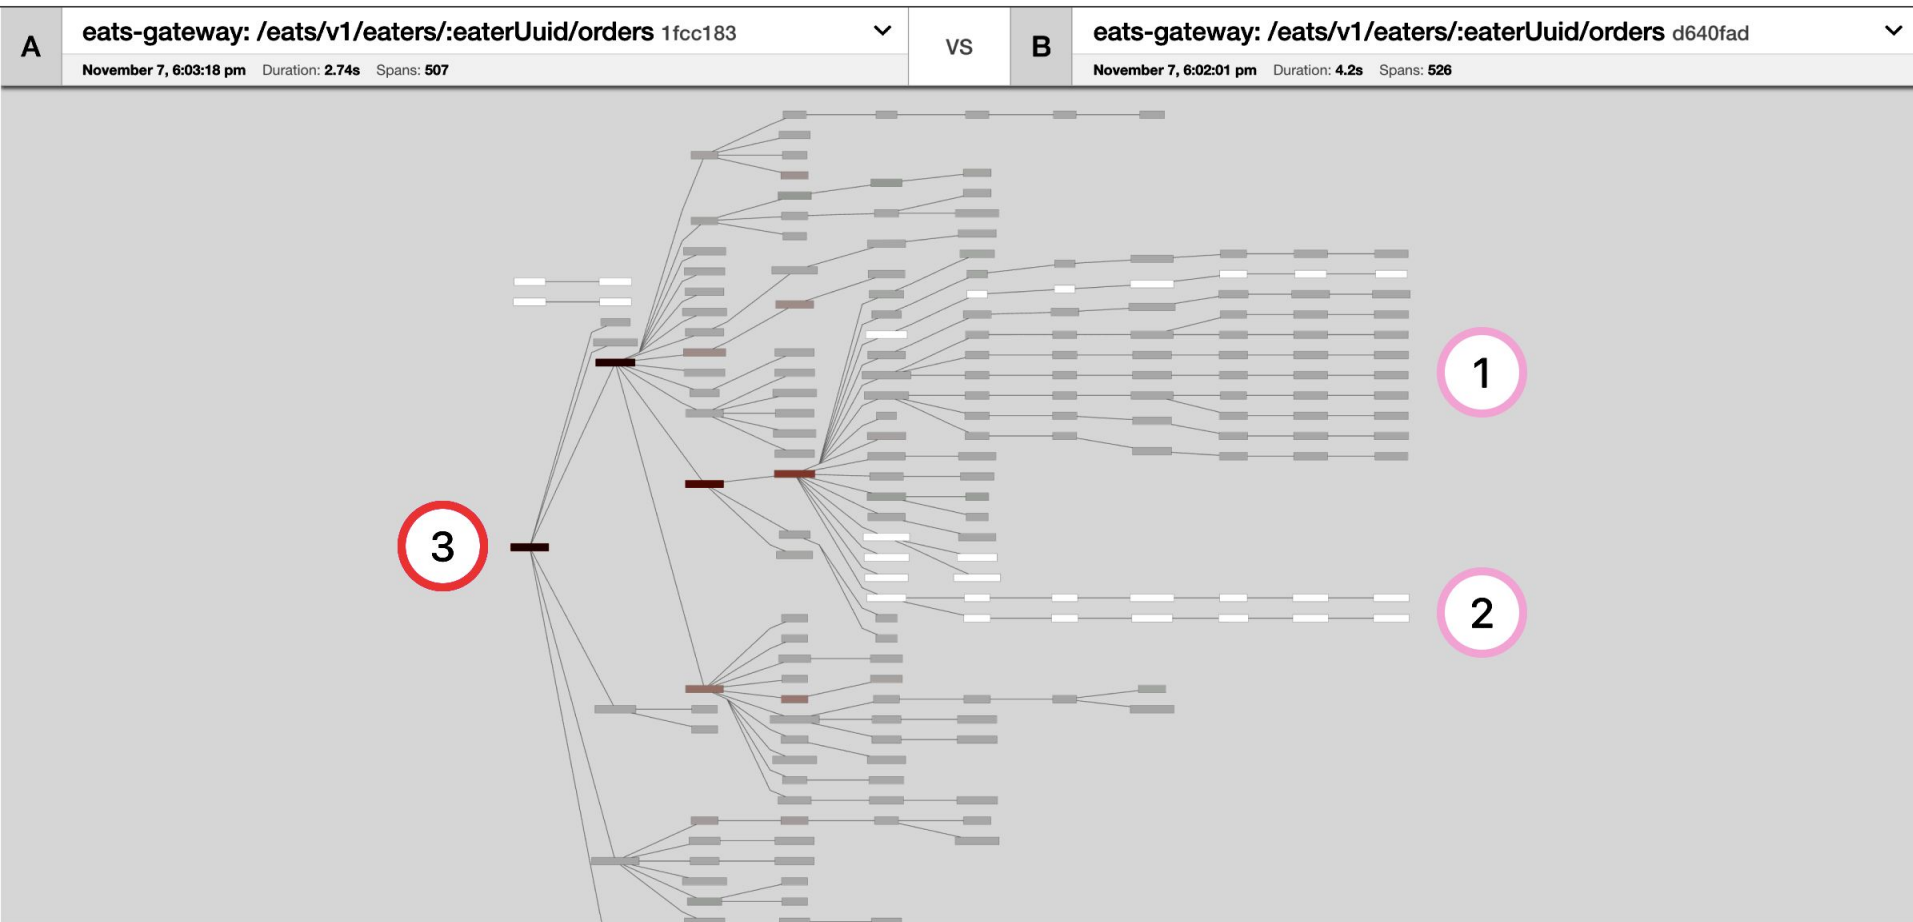 A
eats-gateway: /eats/v1/eaters/:eaterUuid/orders 1fcc183
November 7, 6:03:18 pm Duration: 2.74s Spans: 507
VS
B
eats-gateway: /eats/v1/eaters/:eaterUuid/orders d640fad
November 7, 6:02:01 pm Duration: 4.2s Spans: 526
1
3
2